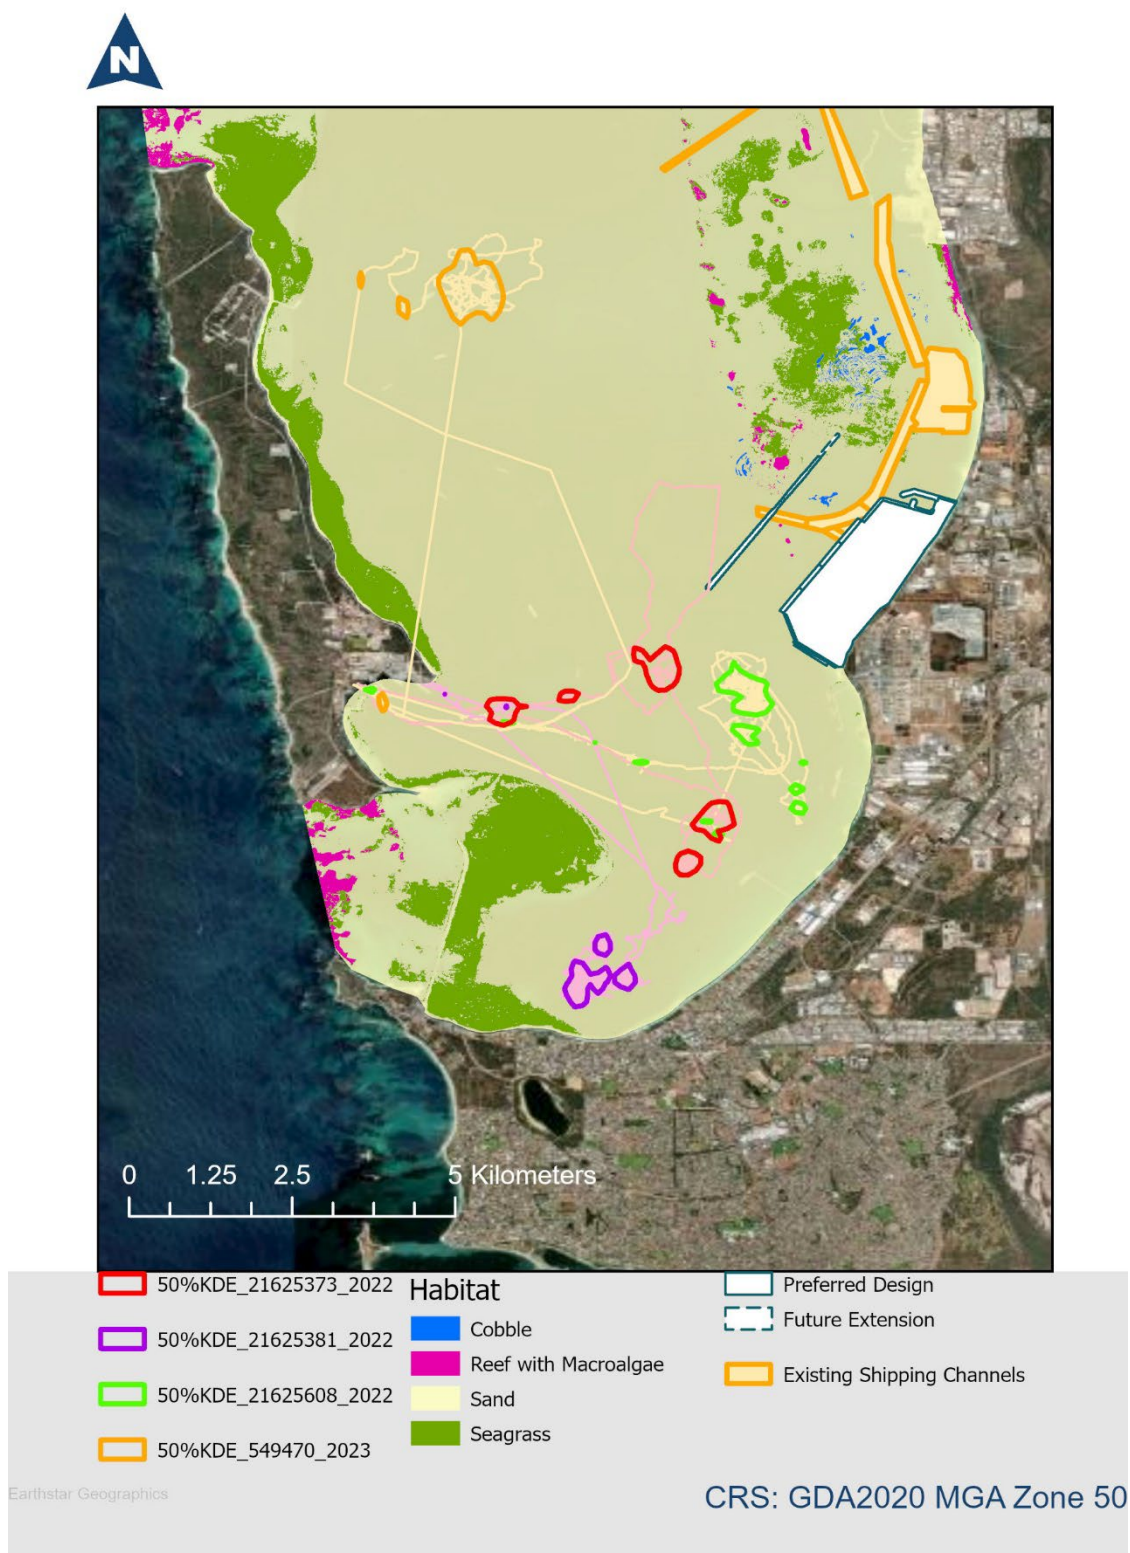 N
0 1.25 2.5 5 Kilometers
50%KDE_21625373_2022
50%KDE_21625381_2022
50%KDE_21625608_2022
50%KDE_549470_2023
Habitat
Cobble
Reef with Macroalgae
Sand
Seagrass
Preferred Design
Future Extension
Existing Shipping Channels
Earthstar Geographics
CRS: GDA2020 MGA Zone 50